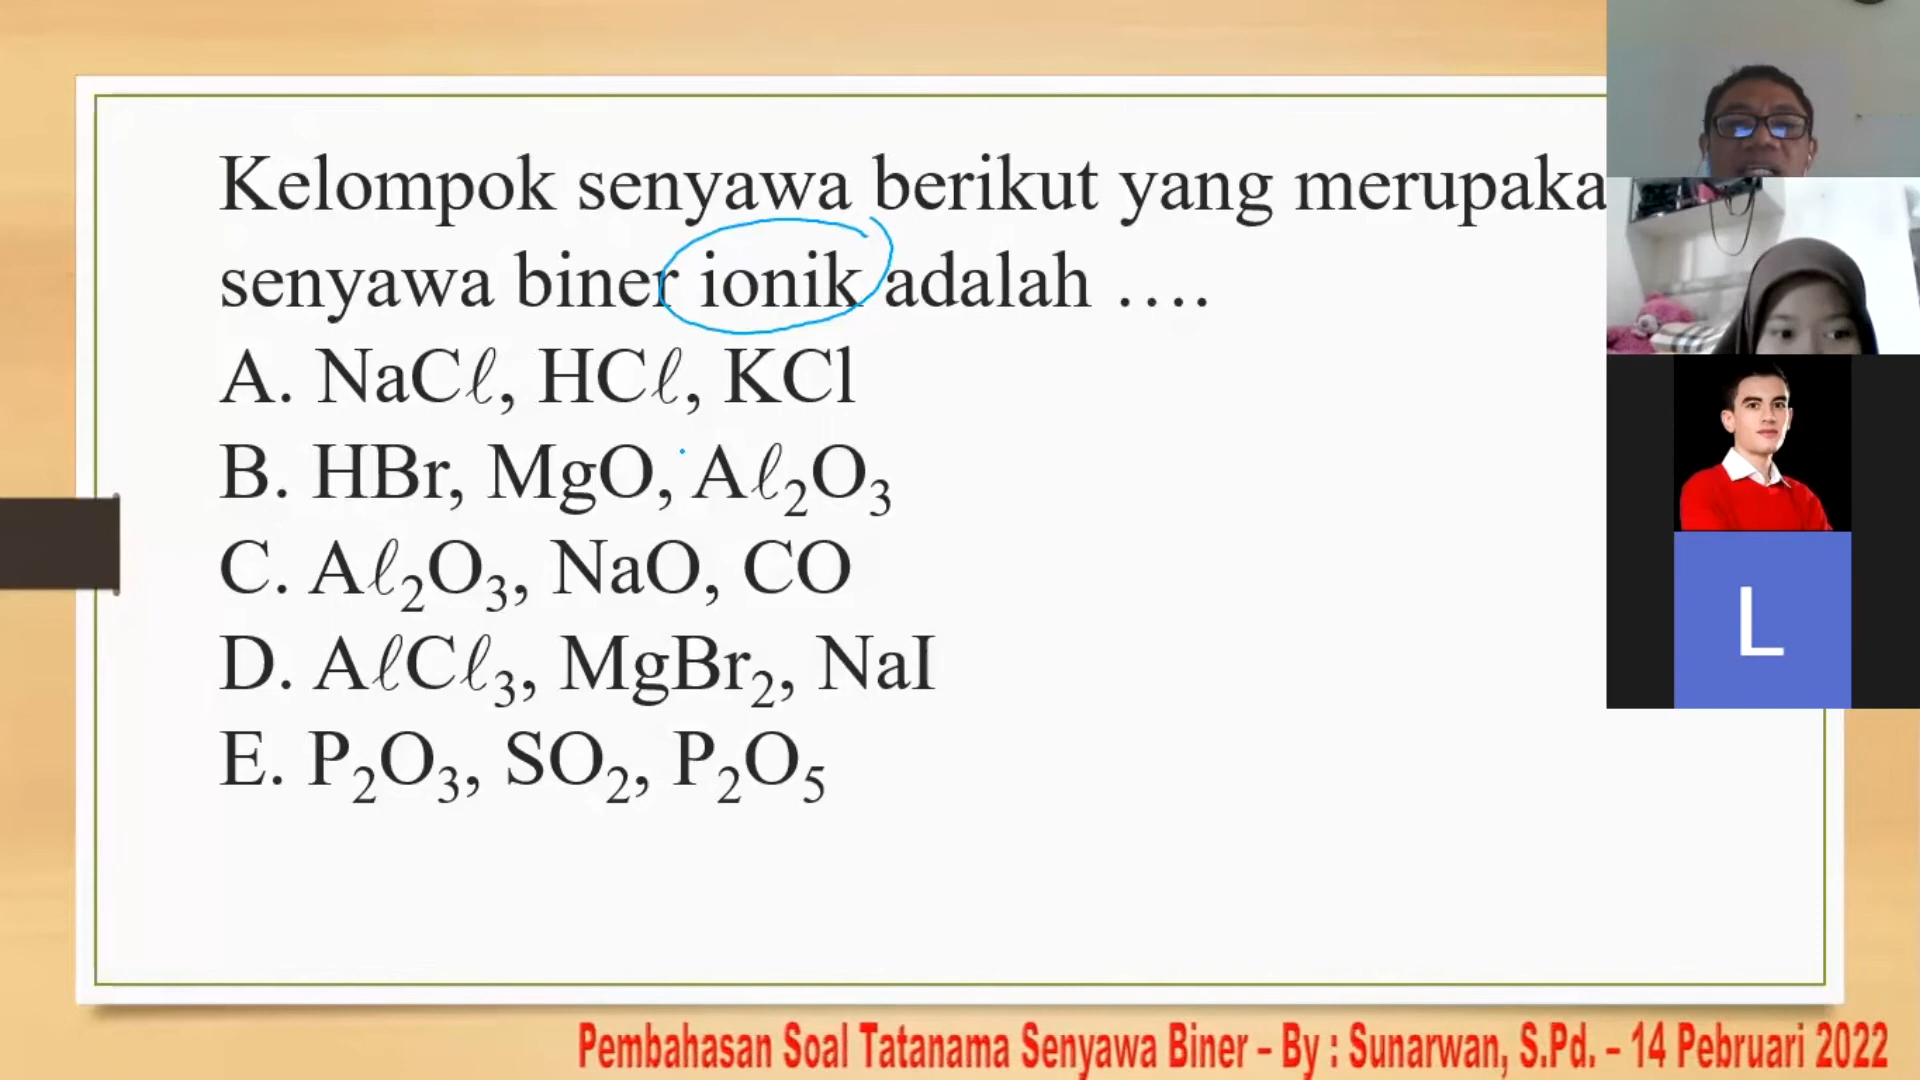 Kelompok senyawa berikut yang merupaka
senyawa biner ionik adalah ....
A. NaCℓ, HCℓ, KCl
B. HBr, MgO, Aℓ₂O₃
C. Aℓ₂O₃, NaO, CO
D. AℓCℓ₃, MgBr₂, NaI
E. P₂O₃, SO₂, P₂O₅
L
Pembahasan Soal Tatanama Senyawa Biner – By : Sunarwan, S.Pd. – 14 Pebruari 2022